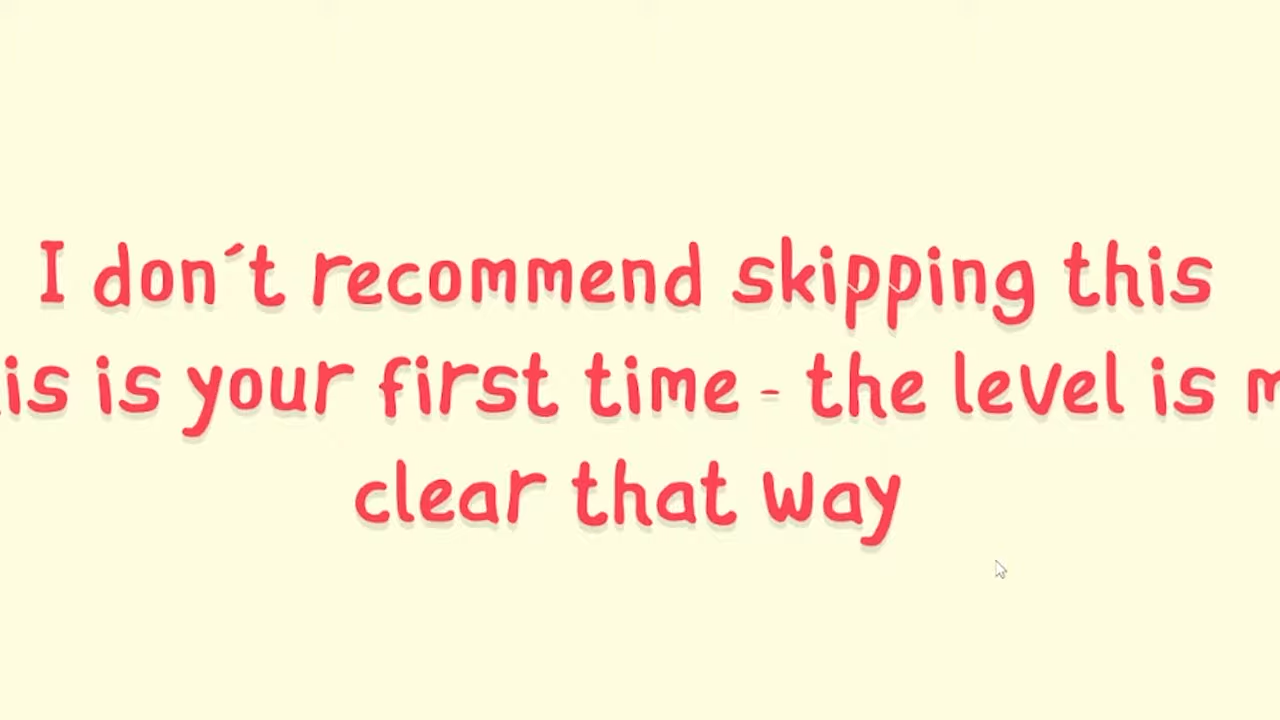 I don´t recommend skipping this
is is your first time - the level is
clear that way